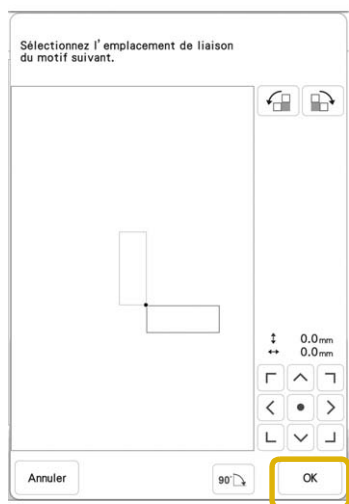 Sélectionnez l'emplacement de liaison
du motif suivant.
0.0mm
0.0mm
Annuler
90°
OK